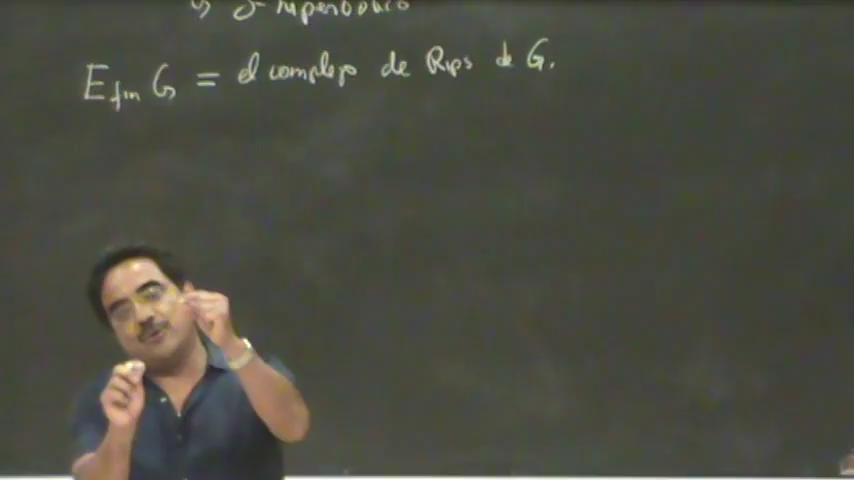 G δ-hiperbólico
E_fin G = el complejo de Rips de G.